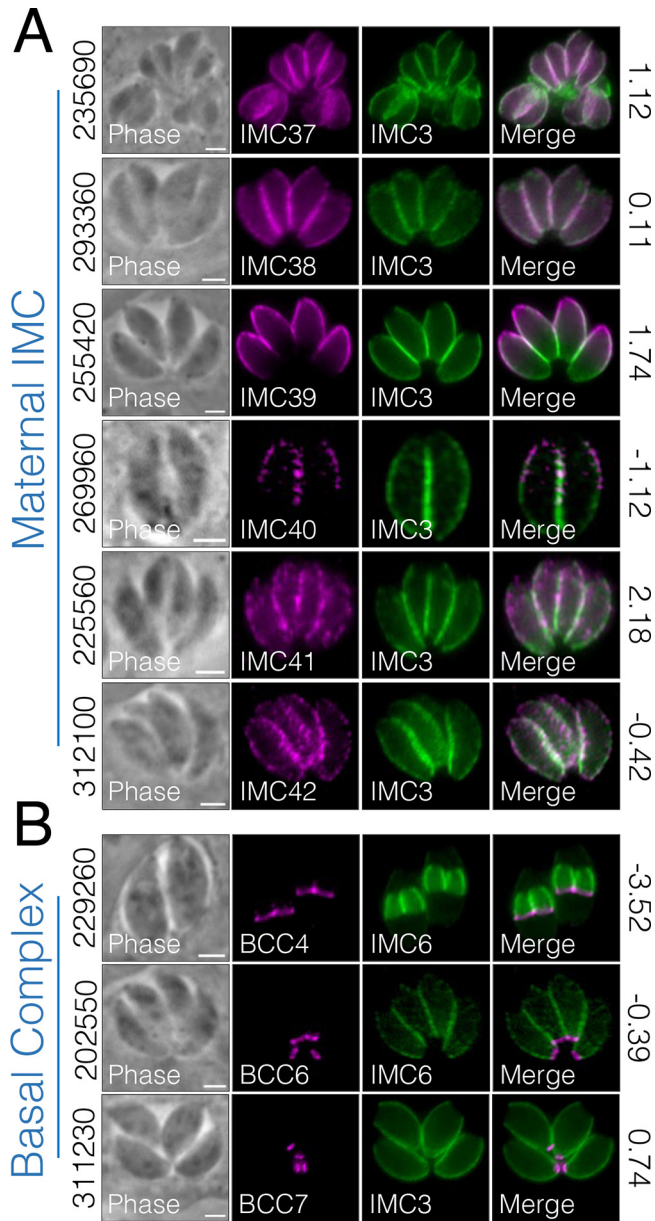 A
Maternal IMC
235690
Phase
IMC37
IMC3
Merge
1.12
293360
Phase
IMC38
IMC3
Merge
0.11
255420
Phase
IMC39
IMC3
Merge
1.74
269960
Phase
IMC40
IMC3
Merge
-1.12
225560
Phase
IMC41
IMC3
Merge
2.18
312100
Phase
IMC42
IMC3
Merge
-0.42
B
Basal Complex
229260
Phase
BCC4
IMC6
Merge
-3.52
202550
Phase
BCC6
IMC6
Merge
-0.39
311230
Phase
BCC7
IMC3
Merge
0.74